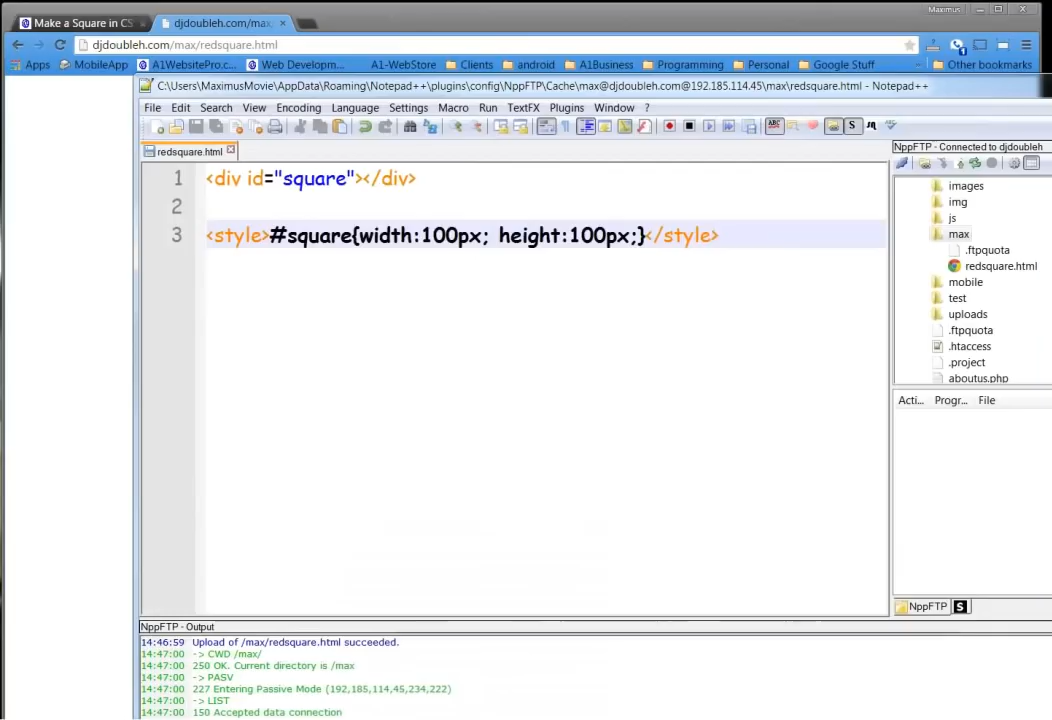 Maximus
Make a Square in CS
djdoubleh.com/max
djdoubleh.com/max/redsquare.html
Apps MobileApp A1WebsitePro.c... Web Developm... A1-WebStore Clients android A1Business Programming Personal Google Stuff Other bookmarks
C:\Users\MaximusMovie\AppData\Roaming\Notepad++\plugins\config\NppFTP\Cache\max@djdoubleh.com@192.185.114.45\max\redsquare.html - Notepad++
File Edit Search View Encoding Language Settings Macro Run TextFX Plugins Window ?
ABC S
redsquare.html
NppFTP - Connected to djdoubleh
1 <div id="square"></div>
2
3 <style>#square{width:100px; height:100px;}</style>
images
img
js
max
.ftpquota
redsquare.html
mobile
test
uploads
.ftpquota
.htaccess
.project
aboutus.php
Acti... Progr... File
NppFTP S
NppFTP - Output
14:46:59 Upload of /max/redsquare.html succeeded.
14:47:00 -> CWD /max/
14:47:00 250 OK. Current directory is /max
14:47:00 -> PASV
14:47:00 227 Entering Passive Mode (192,185,114,45,234,222)
14:47:00 -> LIST
14:47:00 150 Accepted data connection